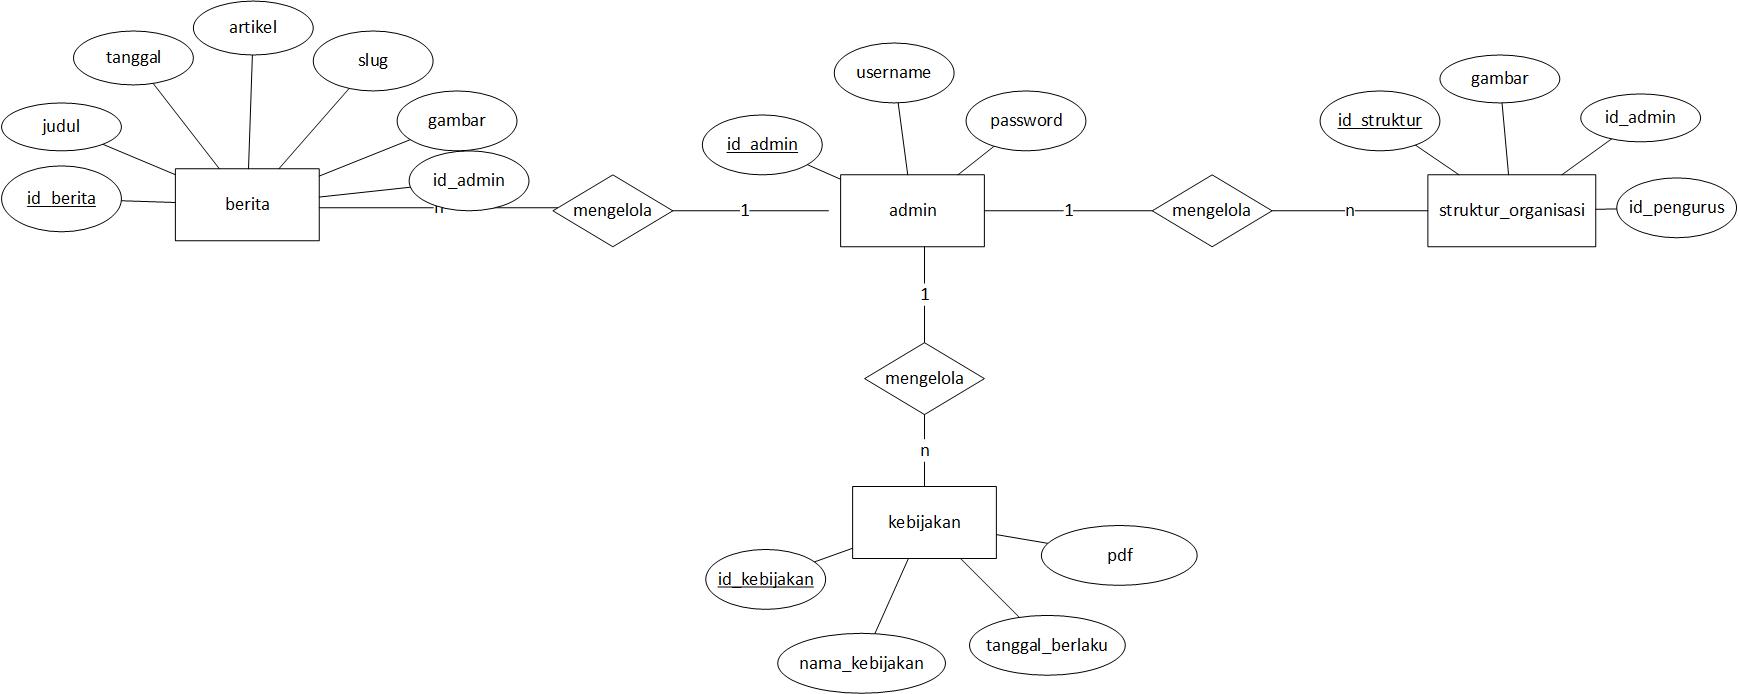 artikel
tanggal
slug
judul
gambar
id_berita
berita
id_admin
n
mengelola
1
id_admin
username
password
admin
1
mengelola
n
id_struktur
gambar
id_admin
struktur_organisasi
id_pengurus
1
mengelola
n
kebijakan
id_kebijakan
nama_kebijakan
tanggal_berlaku
pdf